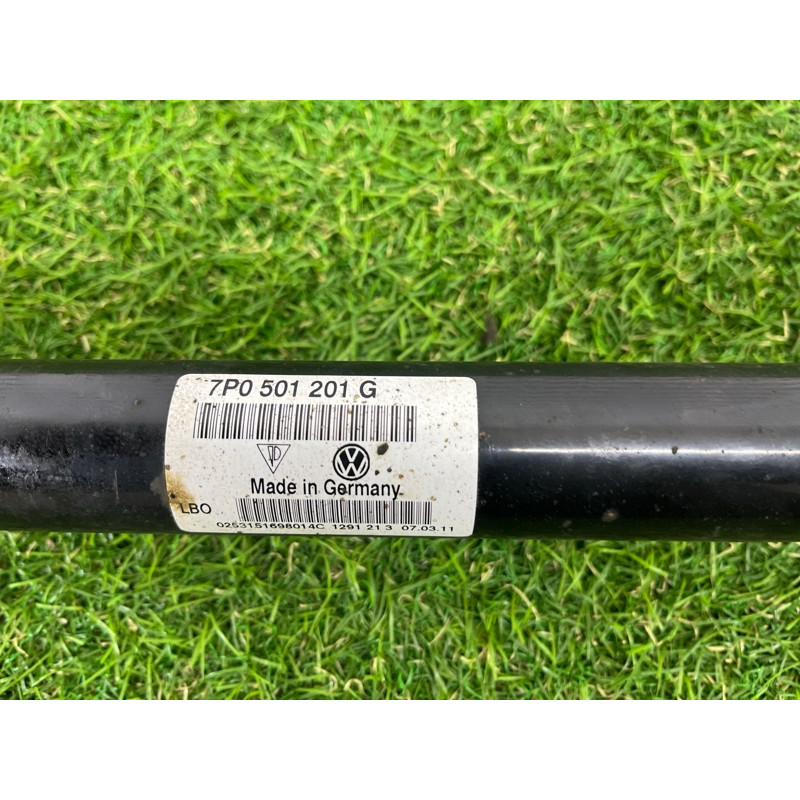 7P0 501 201 G
Made in Germany
LBO
0253151698014C 1291 21 3 07.03.11